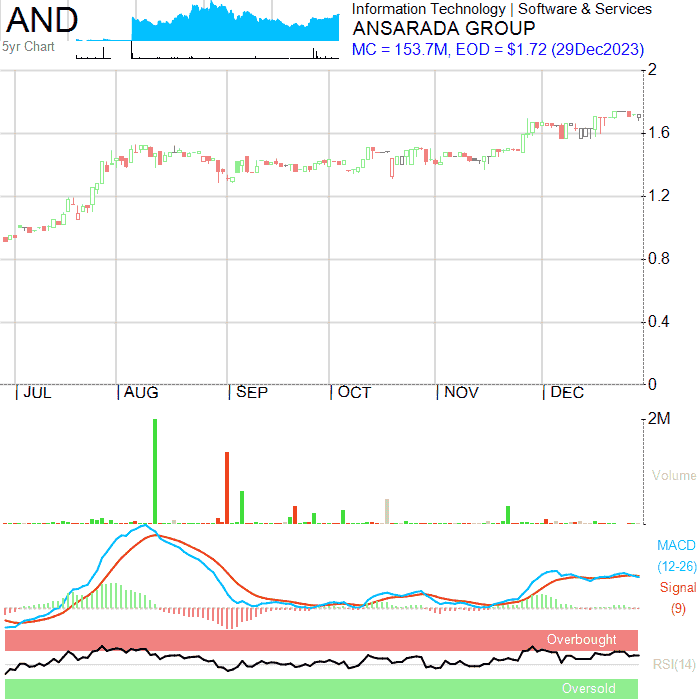 AND
5yr Chart
Information Technology | Software & Services
ANSARADA GROUP
MC = 153.7M, EOD = $1.72 (29Dec2023)
2
1.6
1.2
0.8
0.4
0
| JUL | AUG | SEP | OCT | NOV | DEC
2M
Volume
MACD
(12-26)
Signal
(9)
Overbought
RSI(14)
Oversold